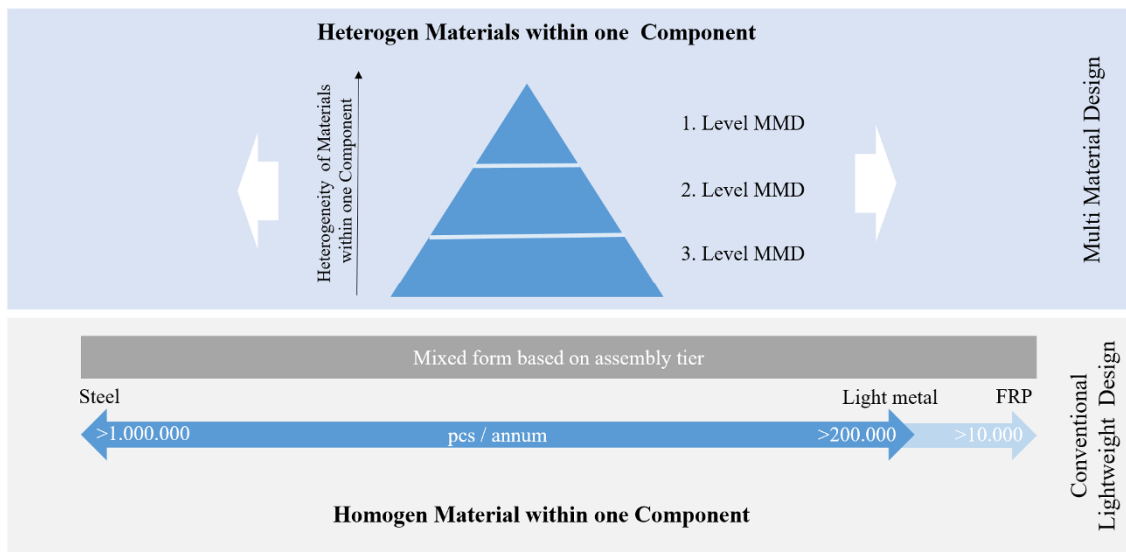 Heterogen Materials within one Component
Heterogeneity of Materials
within one Component
1. Level MMD
2. Level MMD
3. Level MMD
Multi Material Design
Mixed form based on assembly tier
Steel
Light metal
FRP
>1.000.000
pcs / annum
>200.000
>10.000
Conventional
Lightweight Design
Homogen Material within one Component